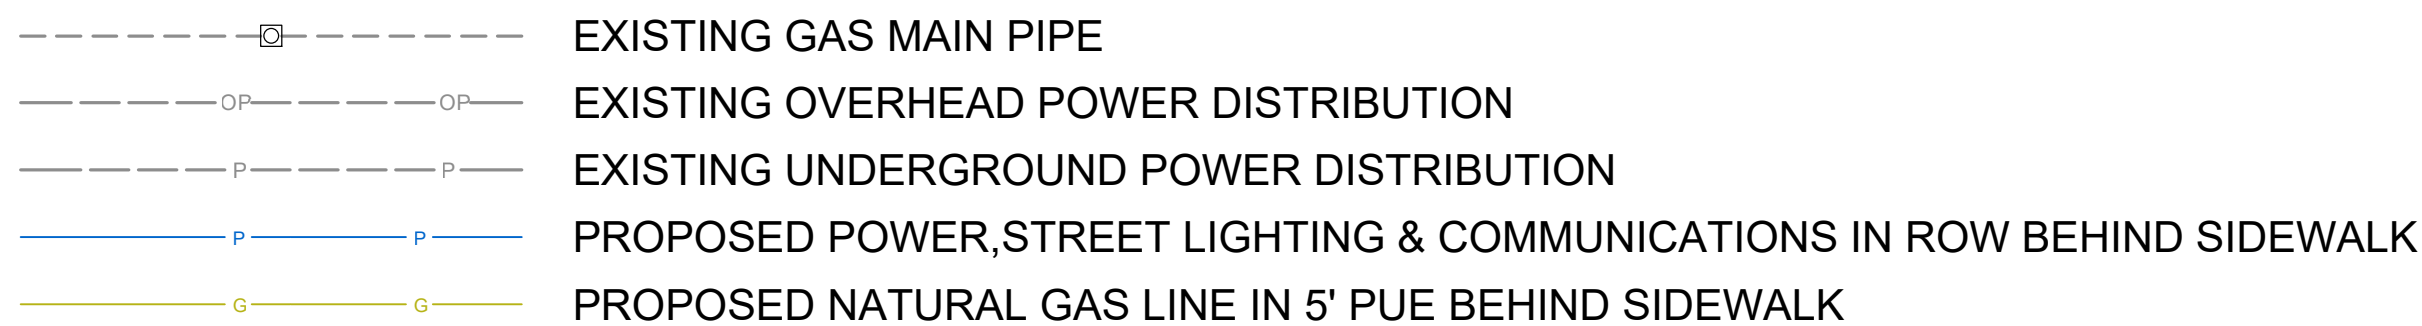 EXISTING GAS MAIN PIPE
OP OP EXISTING OVERHEAD POWER DISTRIBUTION
P P EXISTING UNDERGROUND POWER DISTRIBUTION
P P PROPOSED POWER,STREET LIGHTING & COMMUNICATIONS IN ROW BEHIND SIDEWALK
G G PROPOSED NATURAL GAS LINE IN 5' PUE BEHIND SIDEWALK